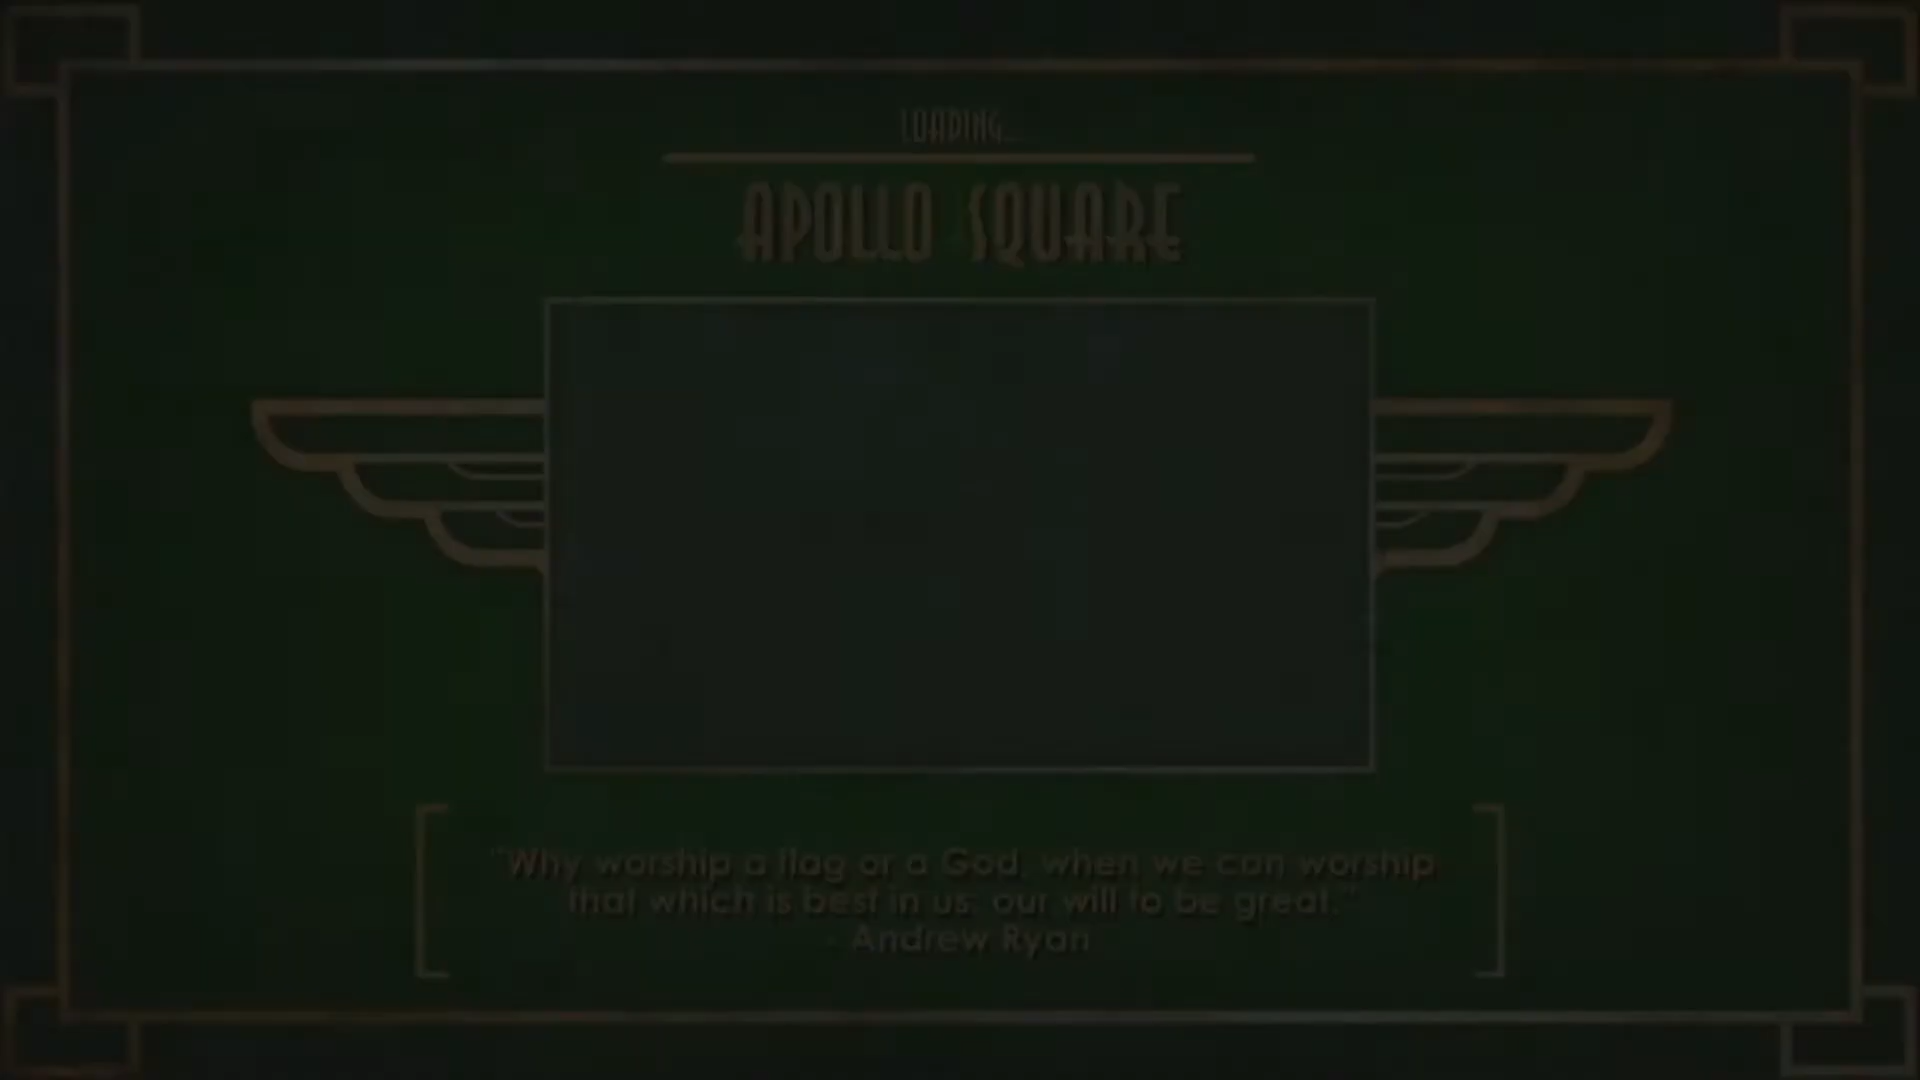 LOADING...
APOLLO SQUARE
"Why worship a flag or a God, when we can worship
that which is best in us: our will to be great."
- Andrew Ryan